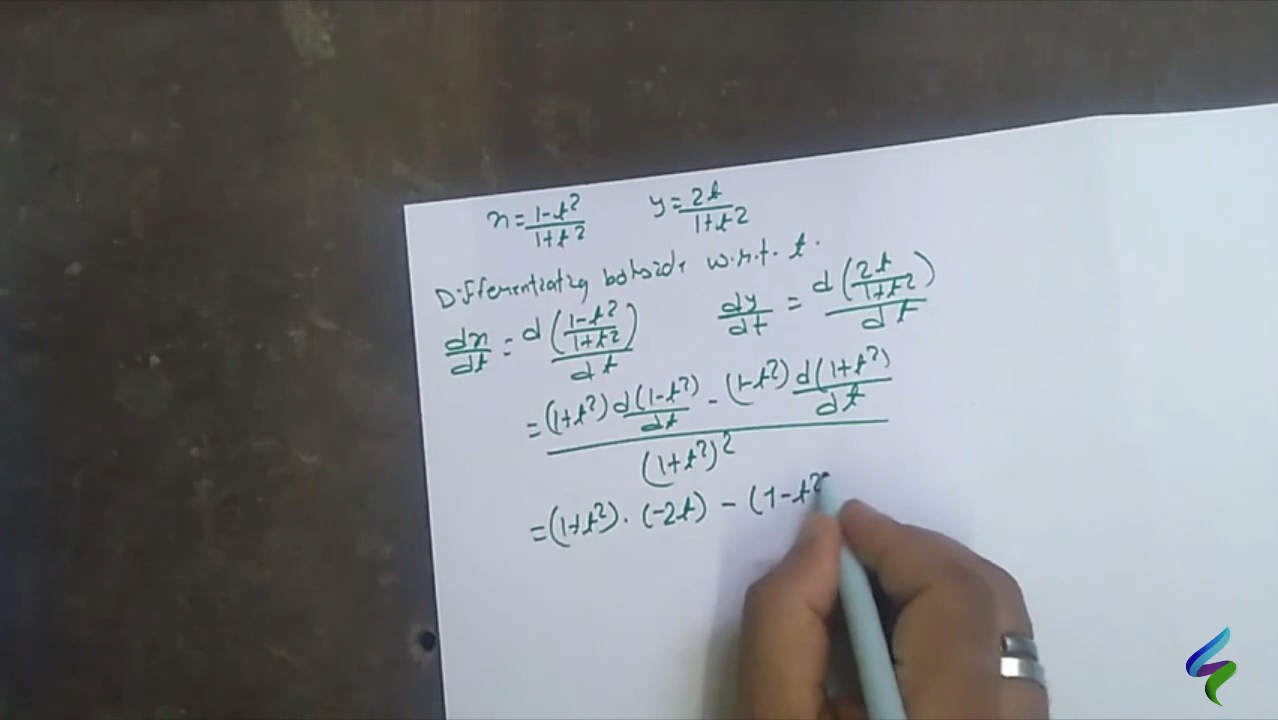 x = (1-t²)/(1+t²)    y = 2t/(1+t²)
Differentiating bothside w.r.t. t.
dx/dt = d((1-t²)/(1+t²))/dt    dy/dt = d(2t/(1+t²))/dt
= ((1+t²) d(1-t²)/dt - (1-t²) d(1+t²)/dt)/(1+t²)²
= (1+t²) · (-2t) - (1-t²